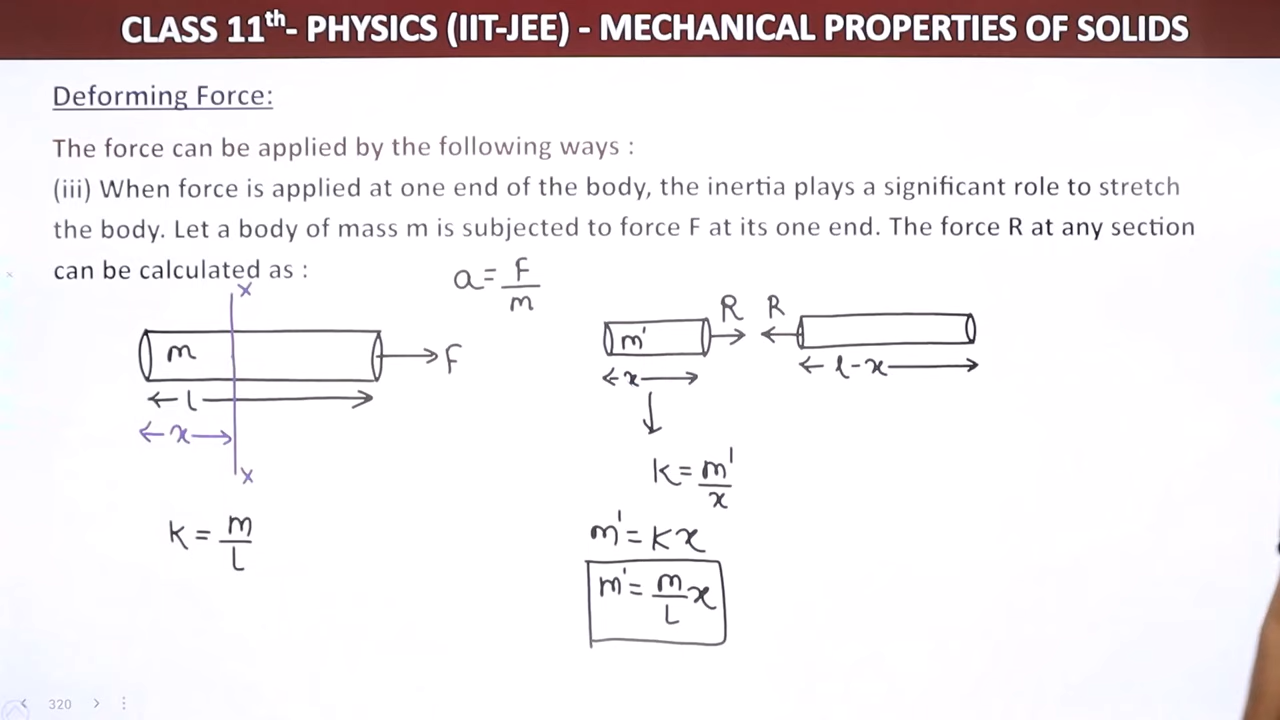 CLASS 11th- PHYSICS (IIT-JEE) - MECHANICAL PROPERTIES OF SOLIDS
Deforming Force:
The force can be applied by the following ways :
(iii) When force is applied at one end of the body, the inertia plays a significant role to stretch
the body. Let a body of mass m is subjected to force F at its one end. The force R at any section
can be calculated as :
a = F/m
x
m
F
l
x
x
K = m/L
m'
R
R
x
l-x
K = m'/x
m' = Kx
m' = m/L x
320